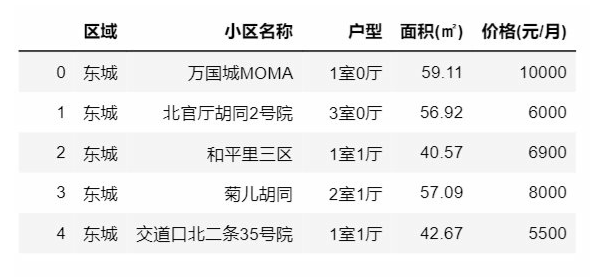 区域 小区名称 户型 面积(㎡) 价格(元/月)
0 东城 万国城MOMA 1室0厅 59.11 10000
1 东城 北官厅胡同2号院 3室0厅 56.92 6000
2 东城 和平里三区 1室1厅 40.57 6900
3 东城 菊儿胡同 2室1厅 57.09 8000
4 东城 交道口北二条35号院 1室1厅 42.67 5500